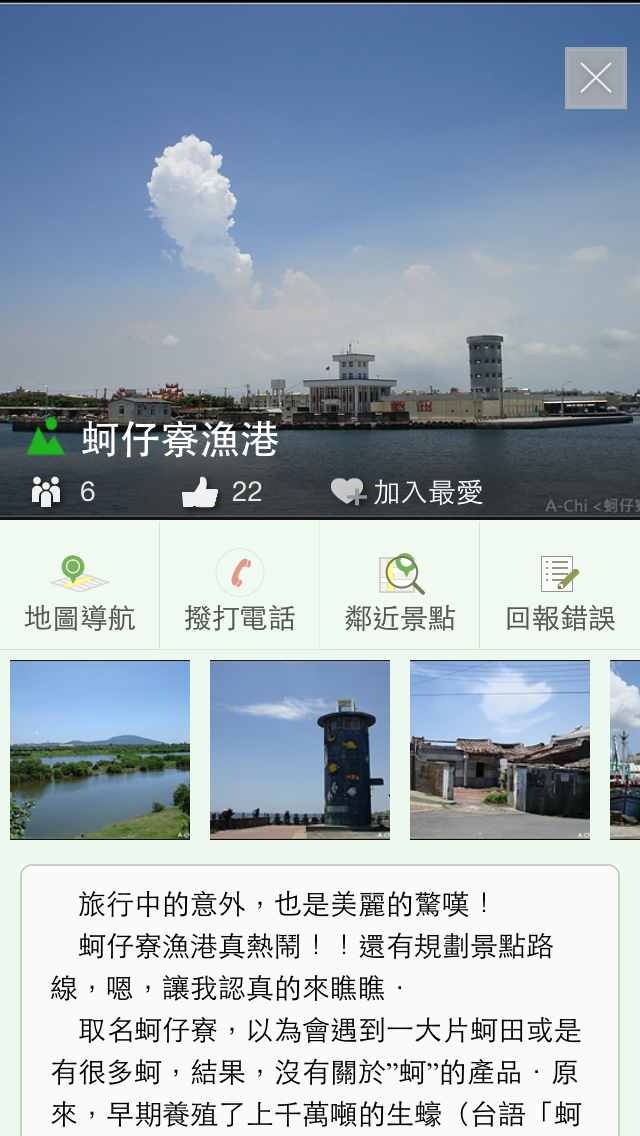 蚵仔寮漁港
6
22
加入最愛
A-Chi <蚵仔寮
地圖導航
撥打電話
鄰近景點
回報錯誤
旅行中的意外，也是美麗的驚嘆！
蚵仔寮漁港真熱鬧！！還有規劃景點路
線，嗯，讓我認真的來瞧瞧．
取名蚵仔寮，以為會遇到一大片蚵田或是
有很多蚵，結果，沒有關於”蚵”的產品．原
來，早期養殖了上千萬噸的生蠔（台語「蚵